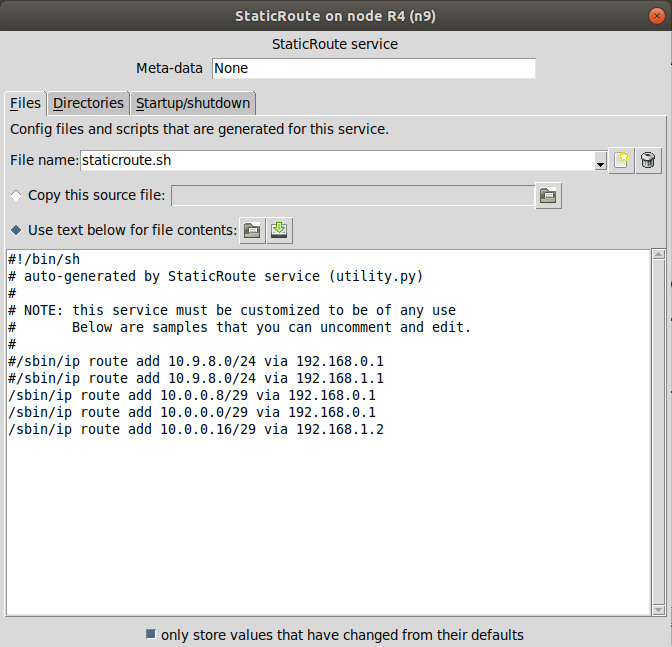 StaticRoute on node R4 (n9)
StaticRoute service
Meta-data None
Files Directories Startup/shutdown
Config files and scripts that are generated for this service.
File name: staticroute.sh
Copy this source file:
Use text below for file contents:
#!/bin/sh
# auto-generated by StaticRoute service (utility.py)
#
# NOTE: this service must be customized to be of any use
#       Below are samples that you can uncomment and edit.
#
#/sbin/ip route add 10.9.8.0/24 via 192.168.0.1
#/sbin/ip route add 10.9.8.0/24 via 192.168.1.1
/sbin/ip route add 10.0.0.8/29 via 192.168.0.1
/sbin/ip route add 10.0.0.0/29 via 192.168.0.1
/sbin/ip route add 10.0.0.16/29 via 192.168.1.2
only store values that have changed from their defaults